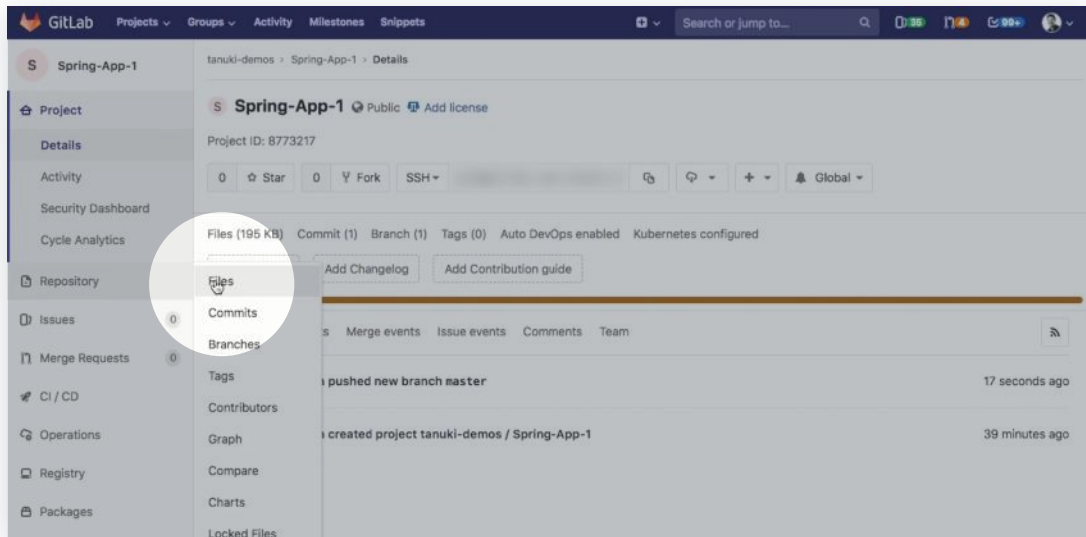 GitLab Projects Groups Activity Milestones Snippets Search or jump to... 35 4 99+
S Spring-App-1
tanuki-demos › Spring-App-1 › Details
Project
Details
Activity
Security Dashboard
Cycle Analytics
Repository
Issues 0
Merge Requests 0
CI / CD
Operations
Registry
Packages
S Spring-App-1 Public Add license
Project ID: 8773217
0 Star 0 Fork SSH Global
Files (195 KB) Commit (1) Branch (1) Tags (0) Auto DevOps enabled Kubernetes configured
Add Changelog Add Contribution guide
Files
Commits
Branches
Tags
Contributors
Graph
Compare
Charts
Locked Files
Merge events Issue events Comments Team
pushed new branch master 17 seconds ago
created project tanuki-demos / Spring-App-1 39 minutes ago